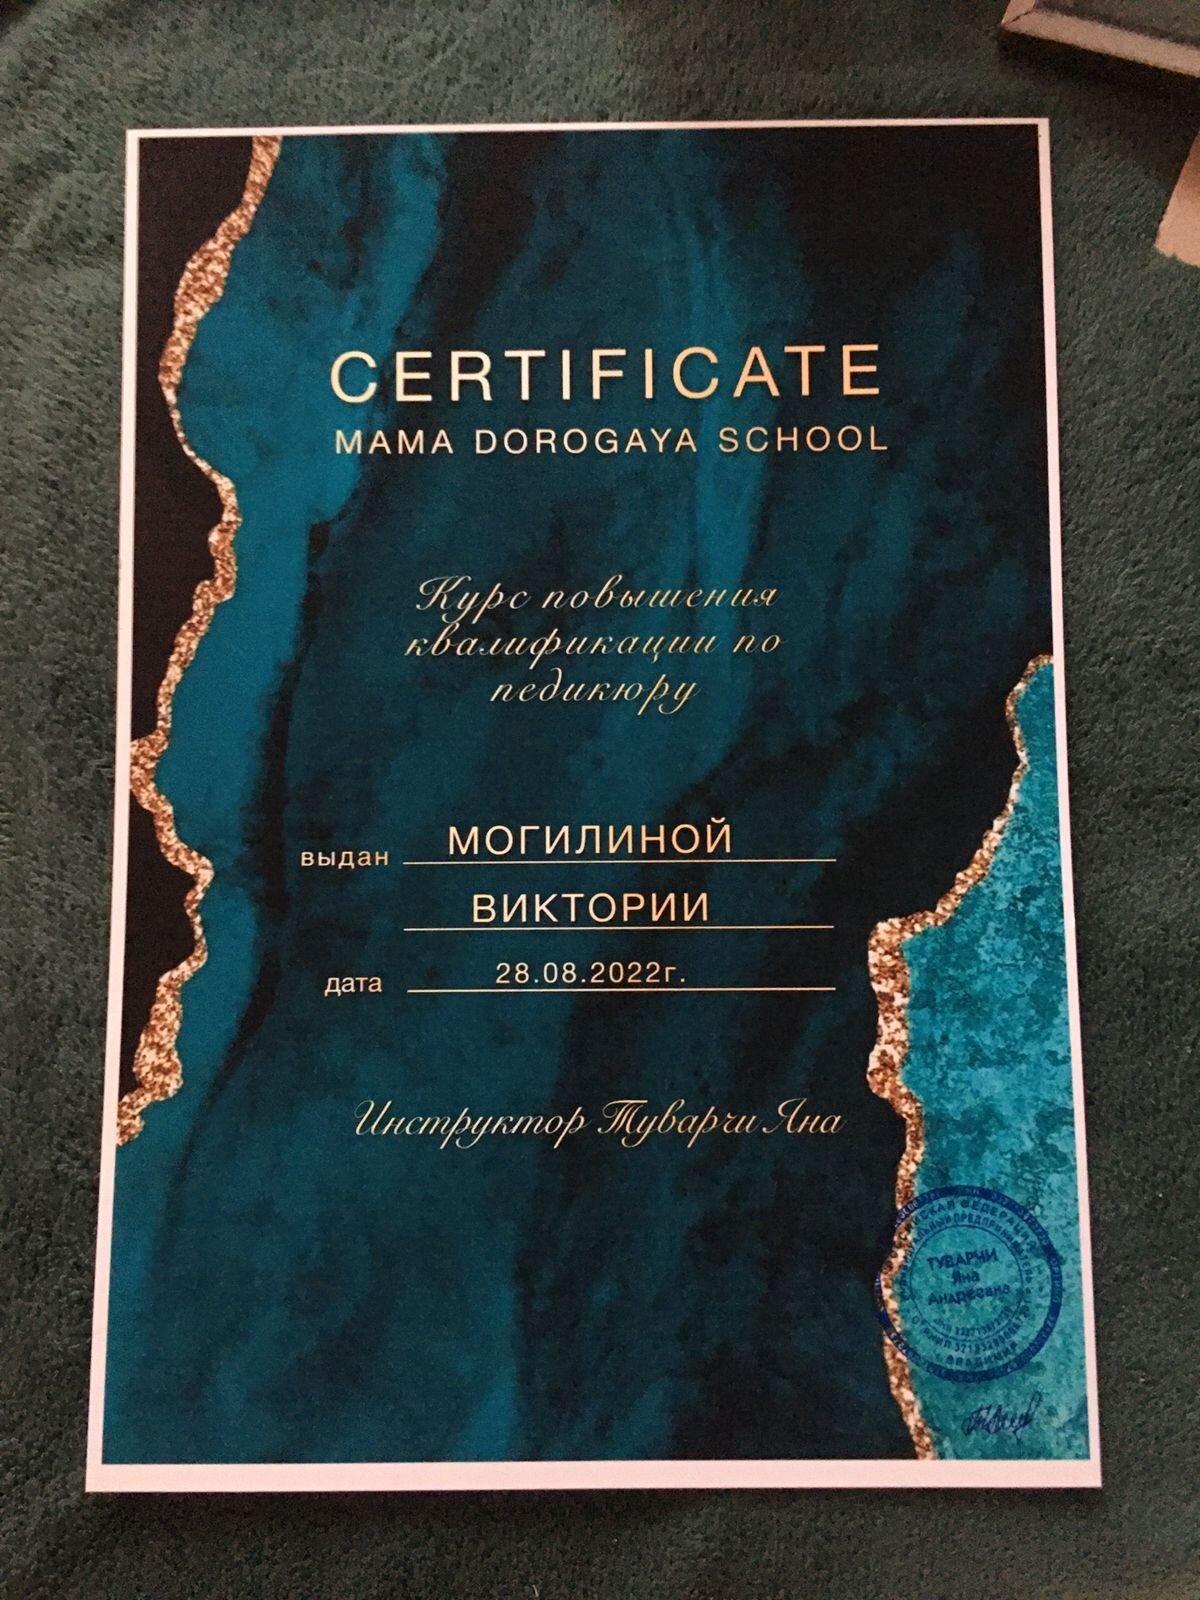 CERTIFICATE
MAMA DOROGAYA SCHOOL
Курс повышения
квалификации по
педикюру
выдан МОГИЛИНОЙ
ВИКТОРИИ
дата 28.08.2022г.
Инструктор Туварчи Яна
ТУВАРЧИ
Яна
Андреевна
г. ВЛАДИМИР